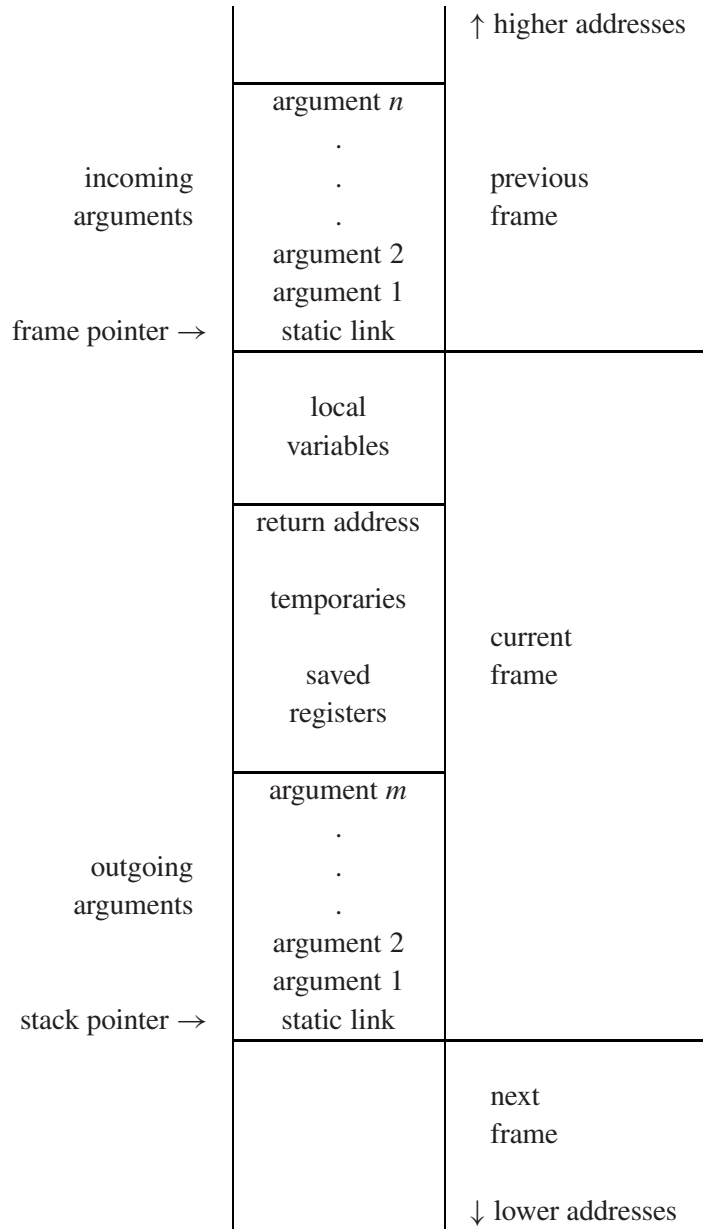 ↑ higher addresses
argument n
.
incoming . previous
arguments . frame
argument 2
argument 1
frame pointer → static link
local
variables
return address
temporaries
current
saved frame
registers
argument m
.
outgoing .
arguments .
argument 2
argument 1
stack pointer → static link
next
frame
↓ lower addresses